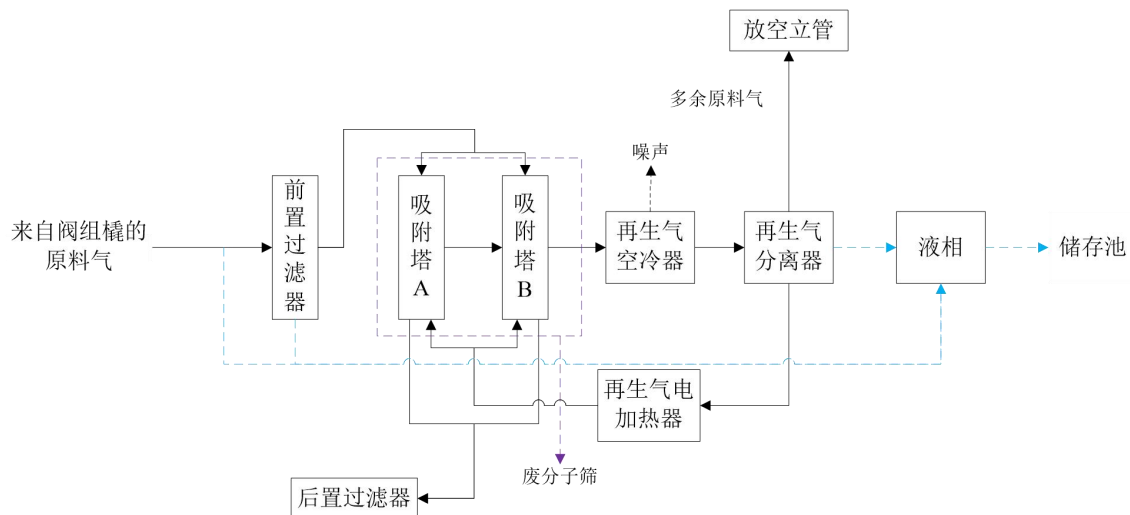 放空立管
多余原料气
噪声
来自阀组橇的
原料气
前置过滤器
吸附塔A
吸附塔B
再生气
空冷器
再生气
分离器
液相
储存池
再生气电
加热器
废分子筛
后置过滤器